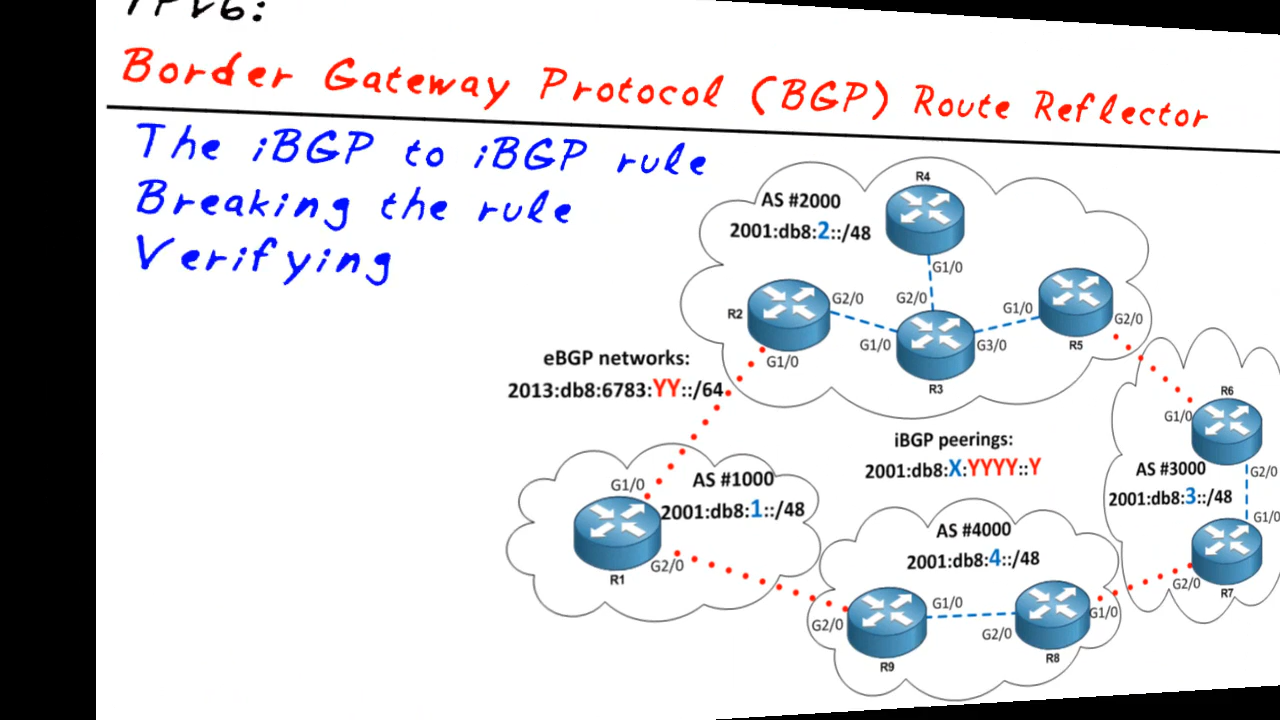 IPv6:
Border Gateway Protocol (BGP) Route Reflector
The iBGP to iBGP rule
Breaking the rule
Verifying
R4
AS #2000
2001:db8:2::/48
G1/0
G2/0
G2/0
R2
G1/0
G1/0
R3
G3/0
G1/0
R5
G2/0
eBGP networks:
2013:db8:6783:YY::/64
iBGP peerings:
2001:db8:X:YYYY::Y
R6
G1/0
G2/0
AS #3000
2001:db8:3::/48
G1/0
G2/0
R7
G1/0
AS #1000
2001:db8:1::/48
R1
G2/0
AS #4000
2001:db8:4::/48
G2/0
G1/0
R9
G2/0
R8
G1/0